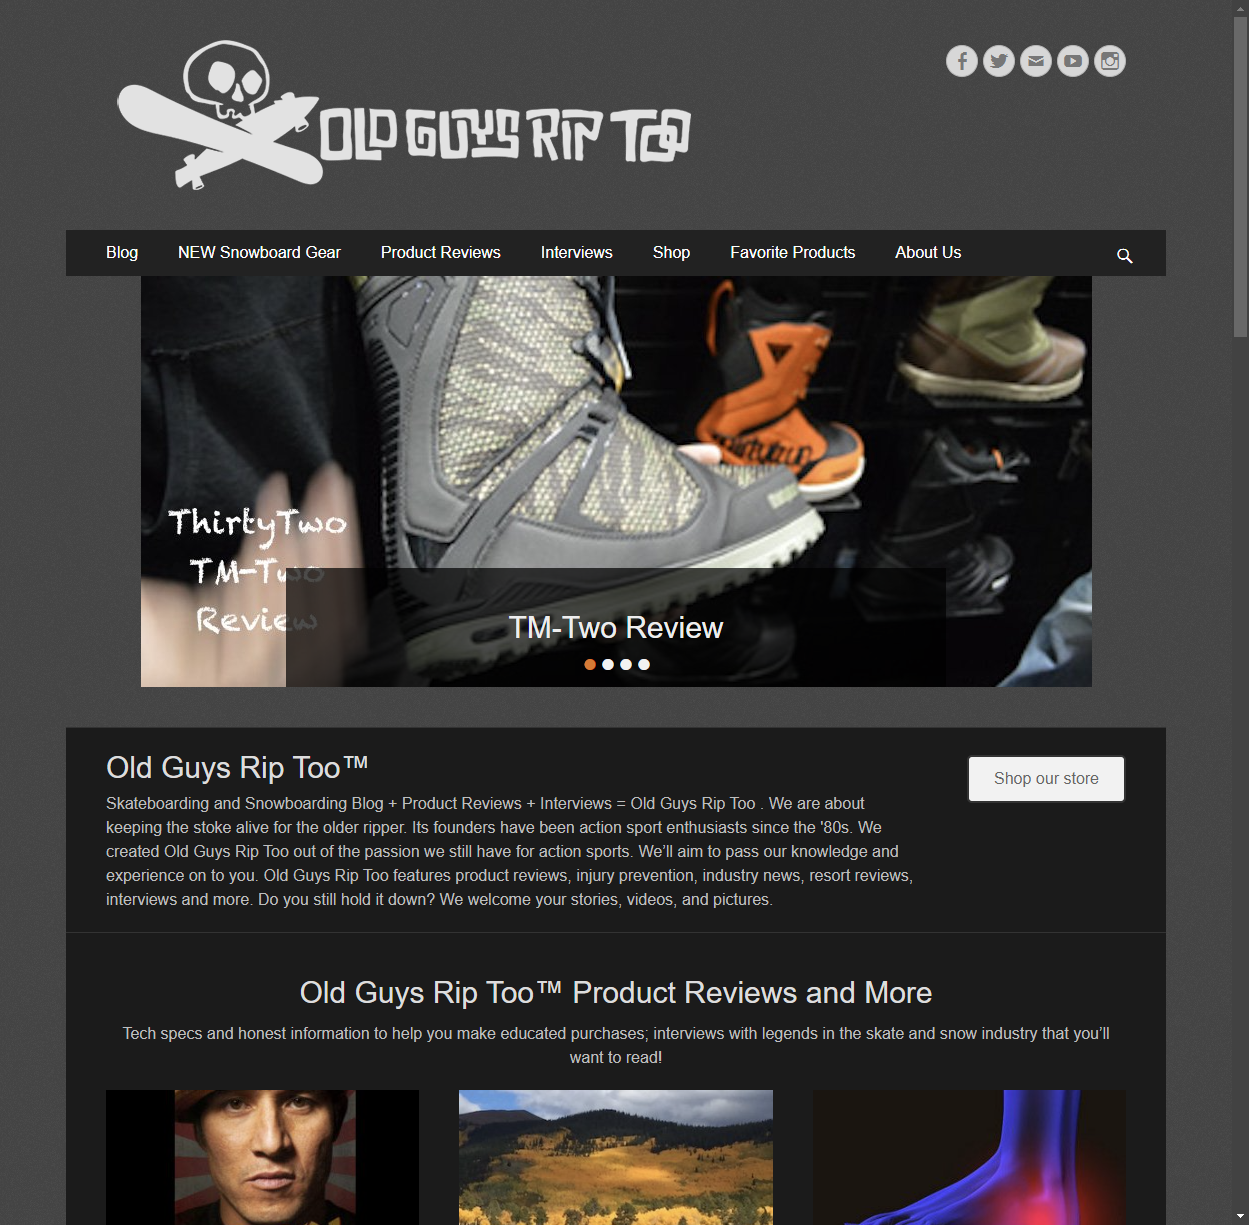 OLD GUYS RIP TOO
Blog
NEW Snowboard Gear
Product Reviews
Interviews
Shop
Favorite Products
About Us
ThirtyTwo
TM-Two
Review
TM-Two Review
Old Guys Rip Too™
Shop our store
Skateboarding and Snowboarding Blog + Product Reviews + Interviews = Old Guys Rip Too . We are about
keeping the stoke alive for the older ripper. Its founders have been action sport enthusiasts since the '80s. We
created Old Guys Rip Too out of the passion we still have for action sports. We’ll aim to pass our knowledge and
experience on to you. Old Guys Rip Too features product reviews, injury prevention, industry news, resort reviews,
interviews and more. Do you still hold it down? We welcome your stories, videos, and pictures.
Old Guys Rip Too™ Product Reviews and More
Tech specs and honest information to help you make educated purchases; interviews with legends in the skate and snow industry that you’ll
want to read!